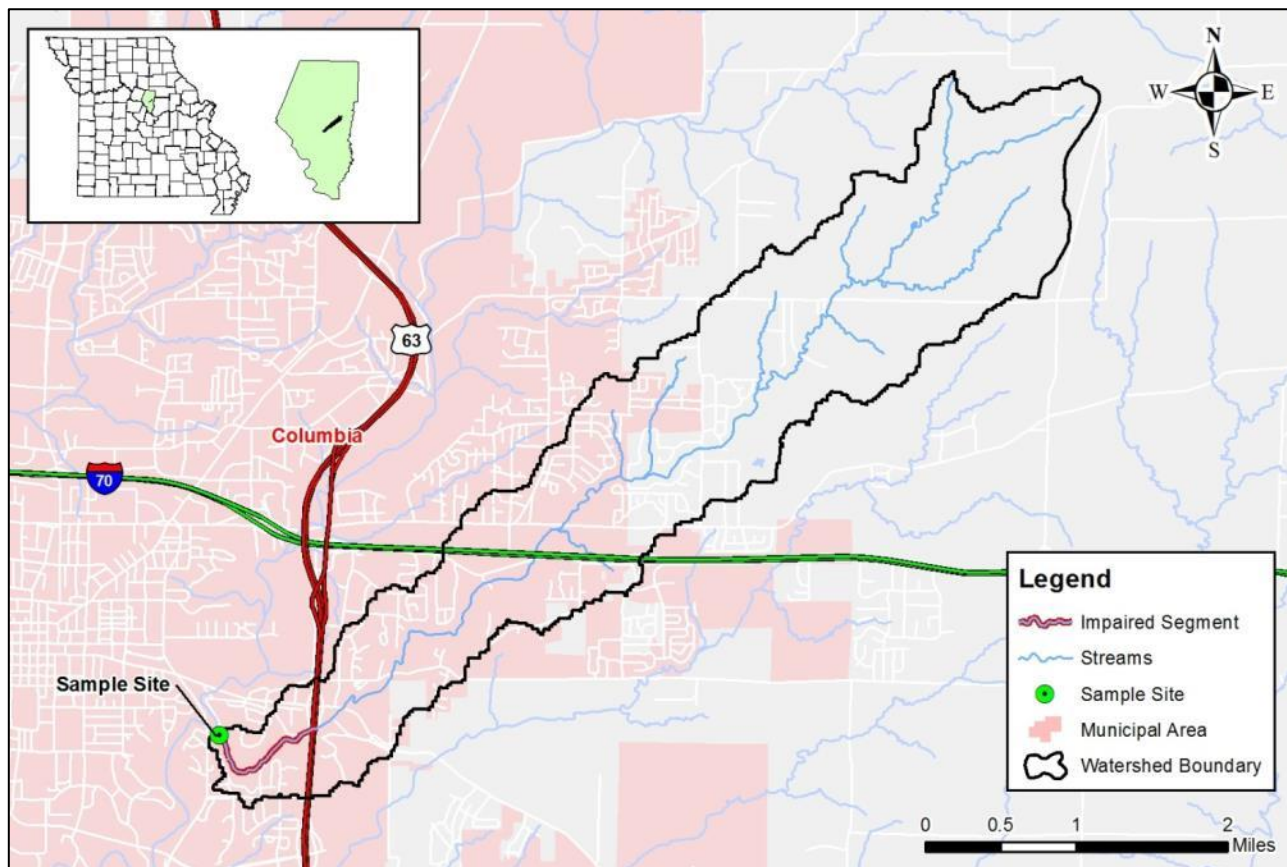 N
W E
S
63
Columbia
70
Sample Site
Legend
Impaired Segment
Streams
Sample Site
Municipal Area
Watershed Boundary
0 0.5 1 2
Miles